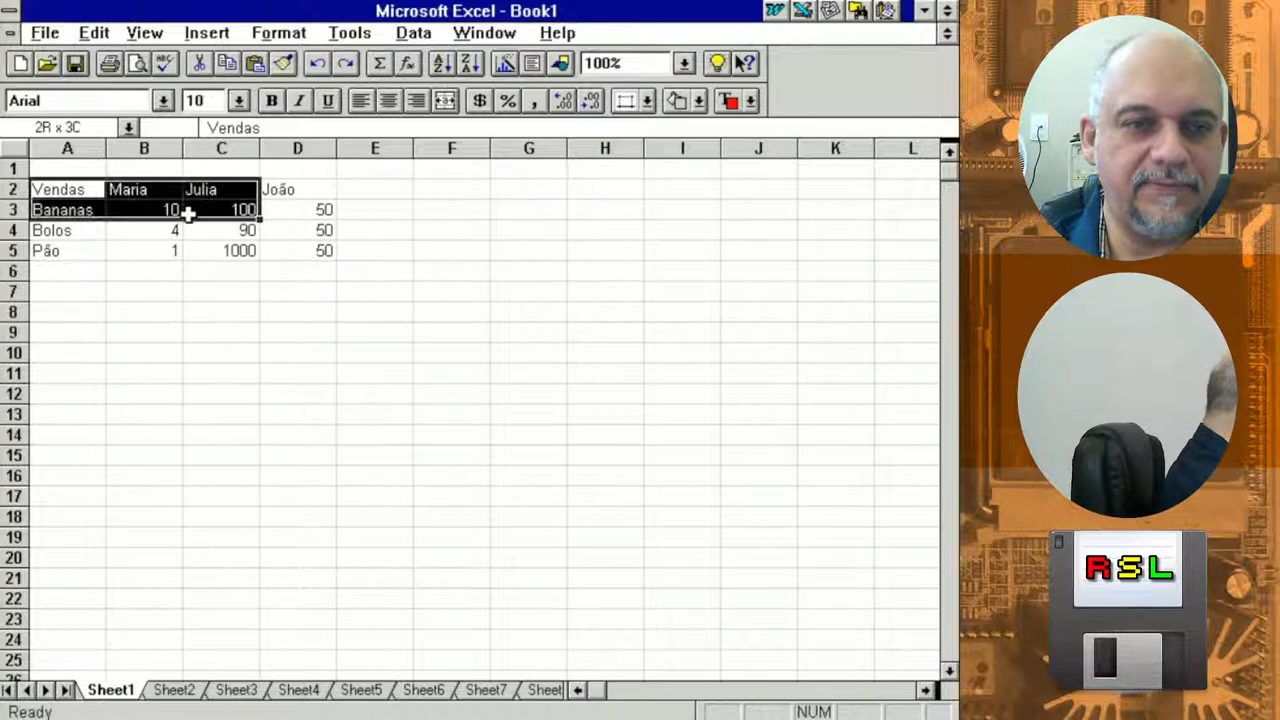 Microsoft Excel - Book1
File Edit View Insert Format Tools Data Window Help
100%
Arial 10 B I U $ % ,
2R x 3C Vendas
A B C D E F G H I J K L
1
2 Vendas Maria Julia João
3 Bananas 10 100 50
4 Bolos 4 90 50
5 Pão 1 1000 50
6
7
8
9
10
11
12
13
14
15
16
17
18
19
20
21
22
23
24
25
Sheet1 Sheet2 Sheet3 Sheet4 Sheet5 Sheet6 Sheet7 Sheet
Ready NUM
RSL